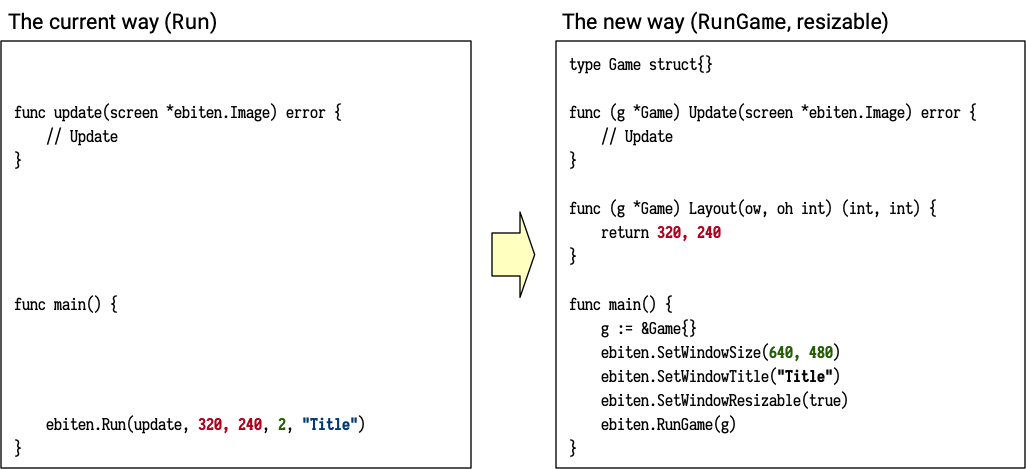 The current way (Run)
func update(screen *ebiten.Image) error {
    // Update
}
func main() {
    ebiten.Run(update, 320, 240, 2, "Title")
}
The new way (RunGame, resizable)
type Game struct{}
func (g *Game) Update(screen *ebiten.Image) error {
    // Update
}
func (g *Game) Layout(ow, oh int) (int, int) {
    return 320, 240
}
func main() {
    g := &Game{}
    ebiten.SetWindowSize(640, 480)
    ebiten.SetWindowTitle("Title")
    ebiten.SetWindowResizable(true)
    ebiten.RunGame(g)
}